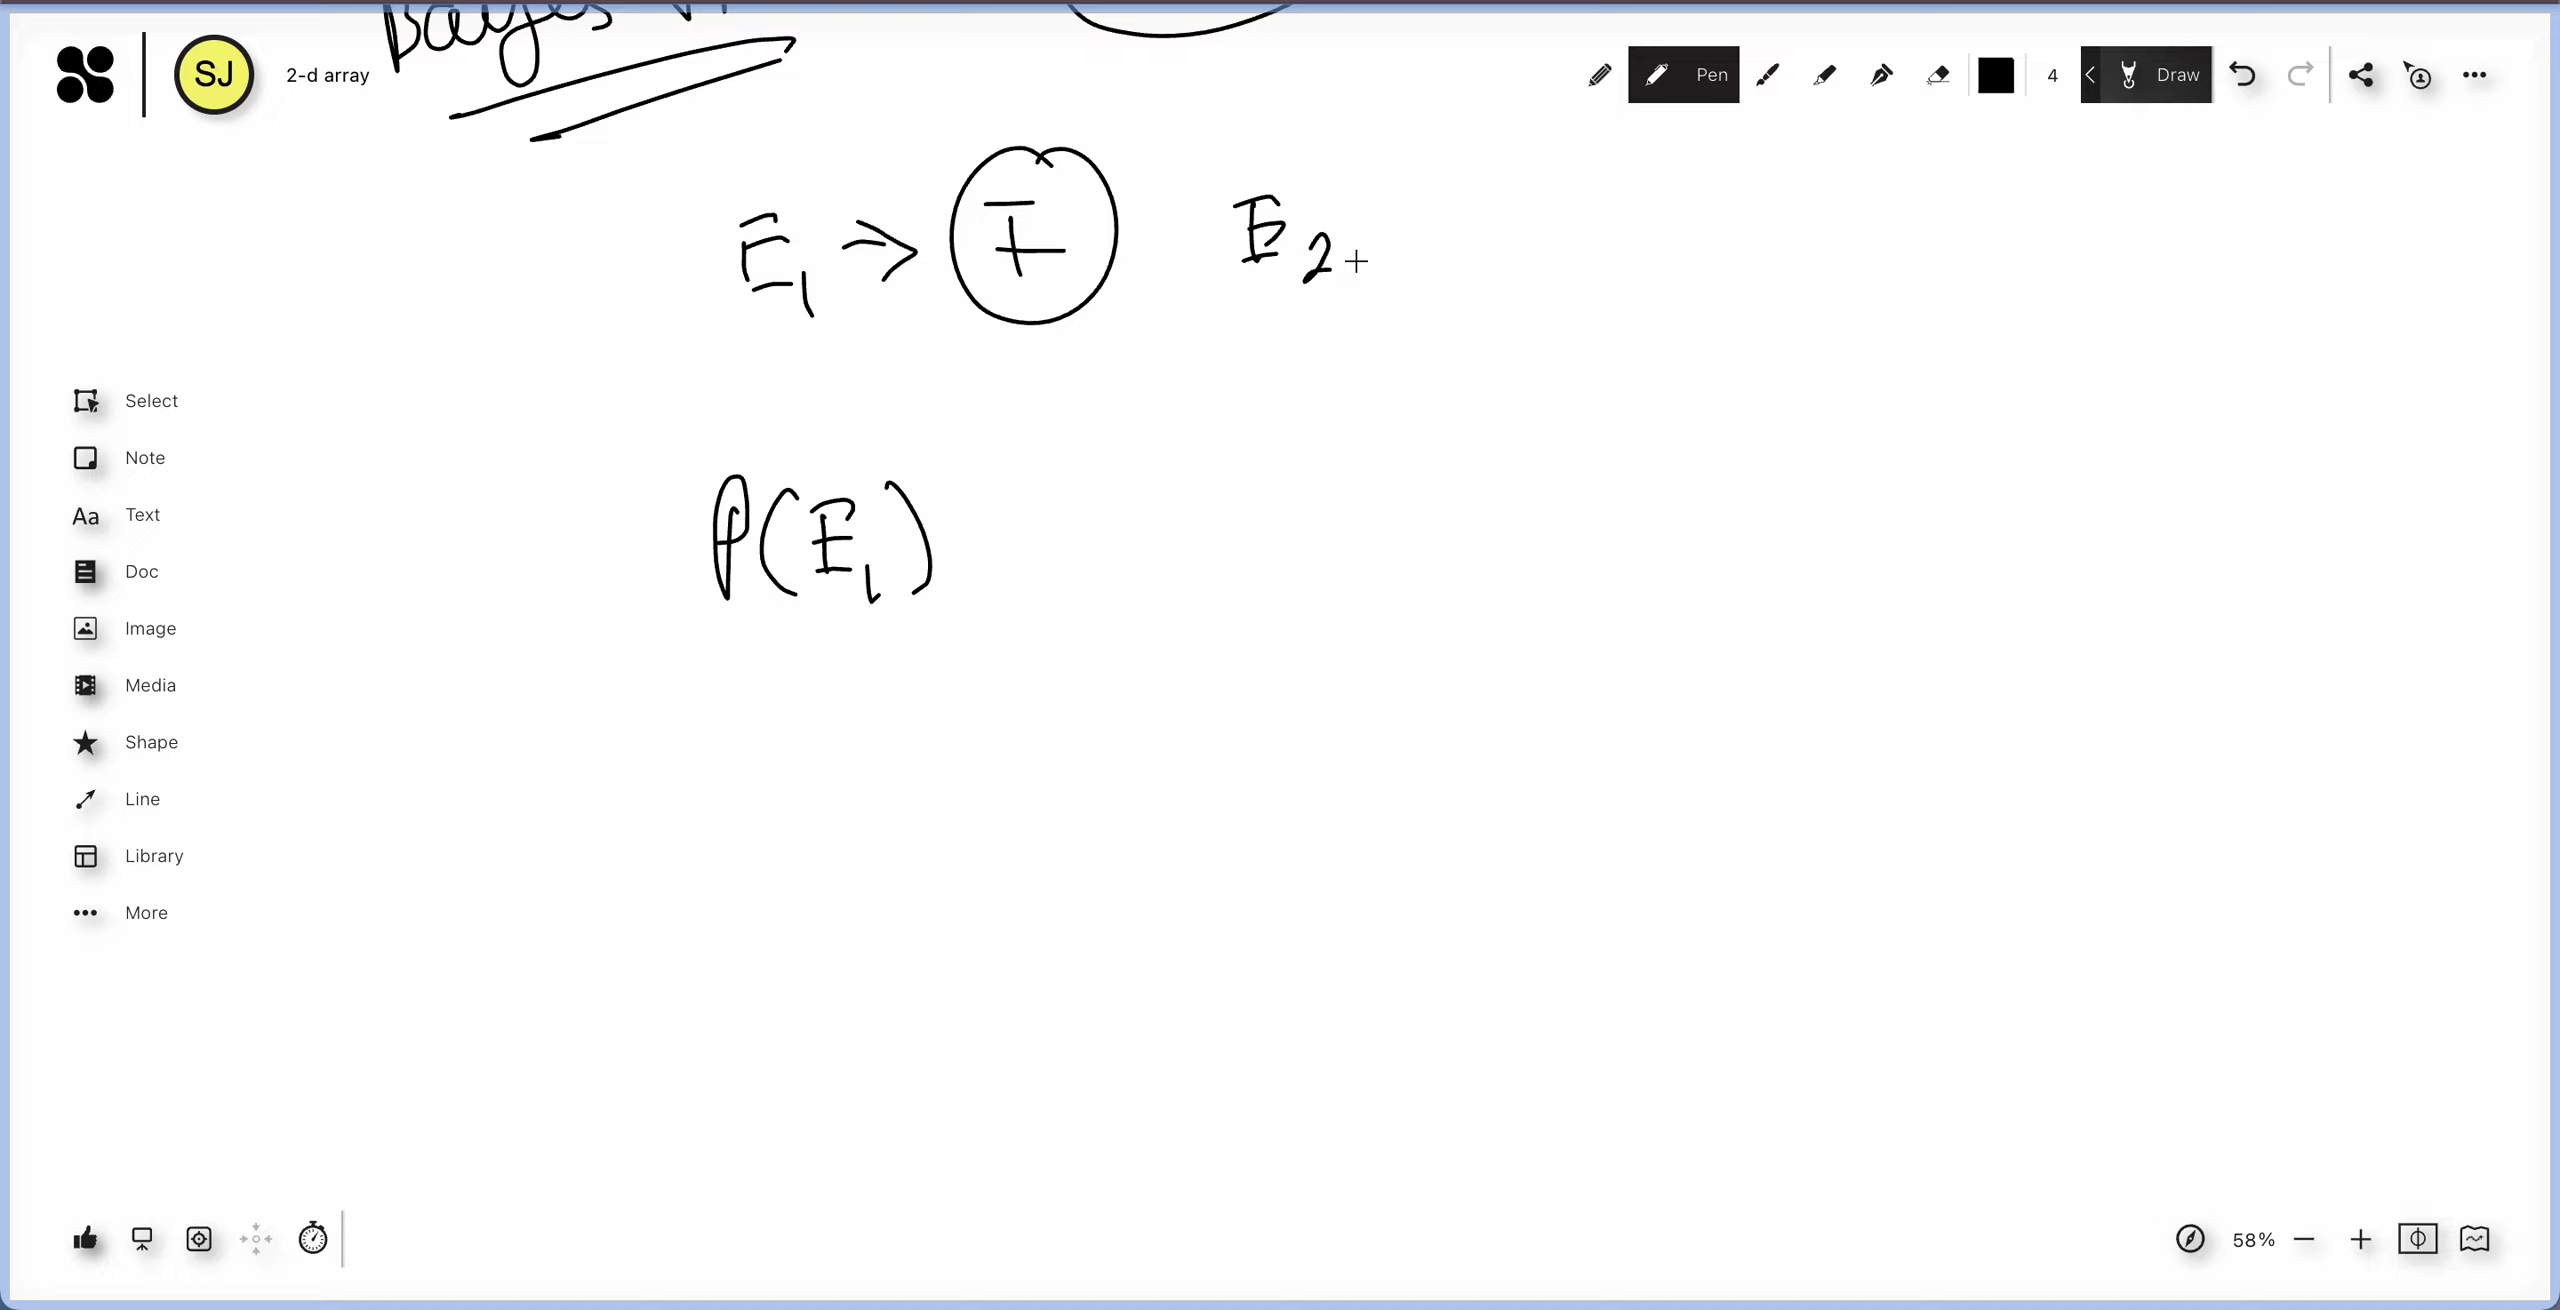 Bayes
SJ 2-d array Pen 4 Draw
E1 ⇒ I E2
Select
Note
P(E1)
Aa Text
Doc
Image
Media
Shape
Line
Library
More
58%